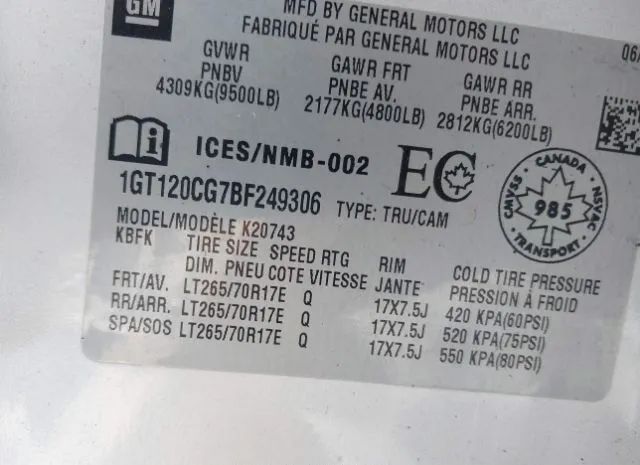 GM
MFD BY GENERAL MOTORS LLC
FABRIQUÉ PAR GENERAL MOTORS LLC
GVWR GAWR FRT GAWR RR
PNBV PNBE AV. PNBE ARR.
4309KG(9500LB) 2177KG(4800LB) 2812KG(6200LB)
ICES/NMB-002 EC
CANADA
CMVSS 985 NSVAC
TRANSPORT
1GT120CG7BF249306 TYPE: TRU/CAM
MODEL/MODÈLE K20743
KBFK TIRE SIZE SPEED RTG RIM COLD TIRE PRESSURE
DIM. PNEU COTE VITESSE JANTE PRESSION À FROID
FRT/AV. LT265/70R17E Q 17X7.5J 420 KPA(60PSI)
RR/ARR. LT265/70R17E Q 17X7.5J 520 KPA(75PSI)
SPA/SOS LT265/70R17E Q 17X7.5J 550 KPA(80PSI)